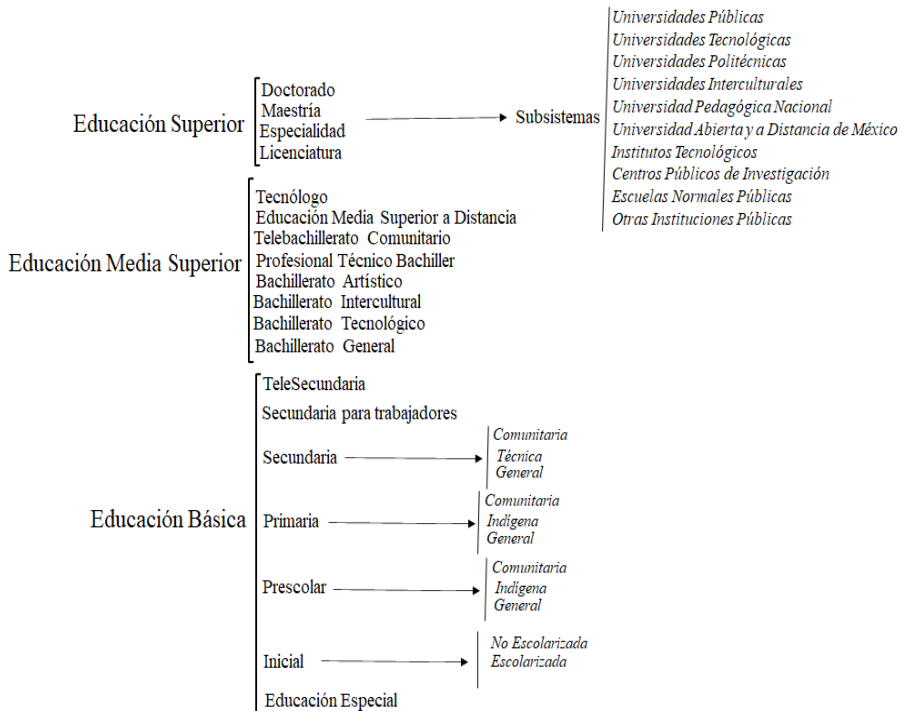 Educación Superior
Doctorado
Maestría
Especialidad
Licenciatura
Subsistemas
Universidades Públicas
Universidades Tecnológicas
Universidades Politécnicas
Universidades Interculturales
Universidad Pedagógica Nacional
Universidad Abierta y a Distancia de México
Institutos Tecnológicos
Centros Públicos de Investigación
Escuelas Normales Públicas
Otras Instituciones Públicas
Educación Media Superior
Tecnólogo
Educación Media Superior a Distancia
Telebachillerato Comunitario
Profesional Técnico Bachiller
Bachillerato Artístico
Bachillerato Intercultural
Bachillerato Tecnológico
Bachillerato General
Educación Básica
TeleSecundaria
Secundaria para trabajadores
Secundaria
Comunitaria
Técnica
General
Primaria
Comunitaria
Indígena
General
Prescolar
Comunitaria
Indígena
General
Inicial
No Escolarizada
Escolarizada
Educación Especial